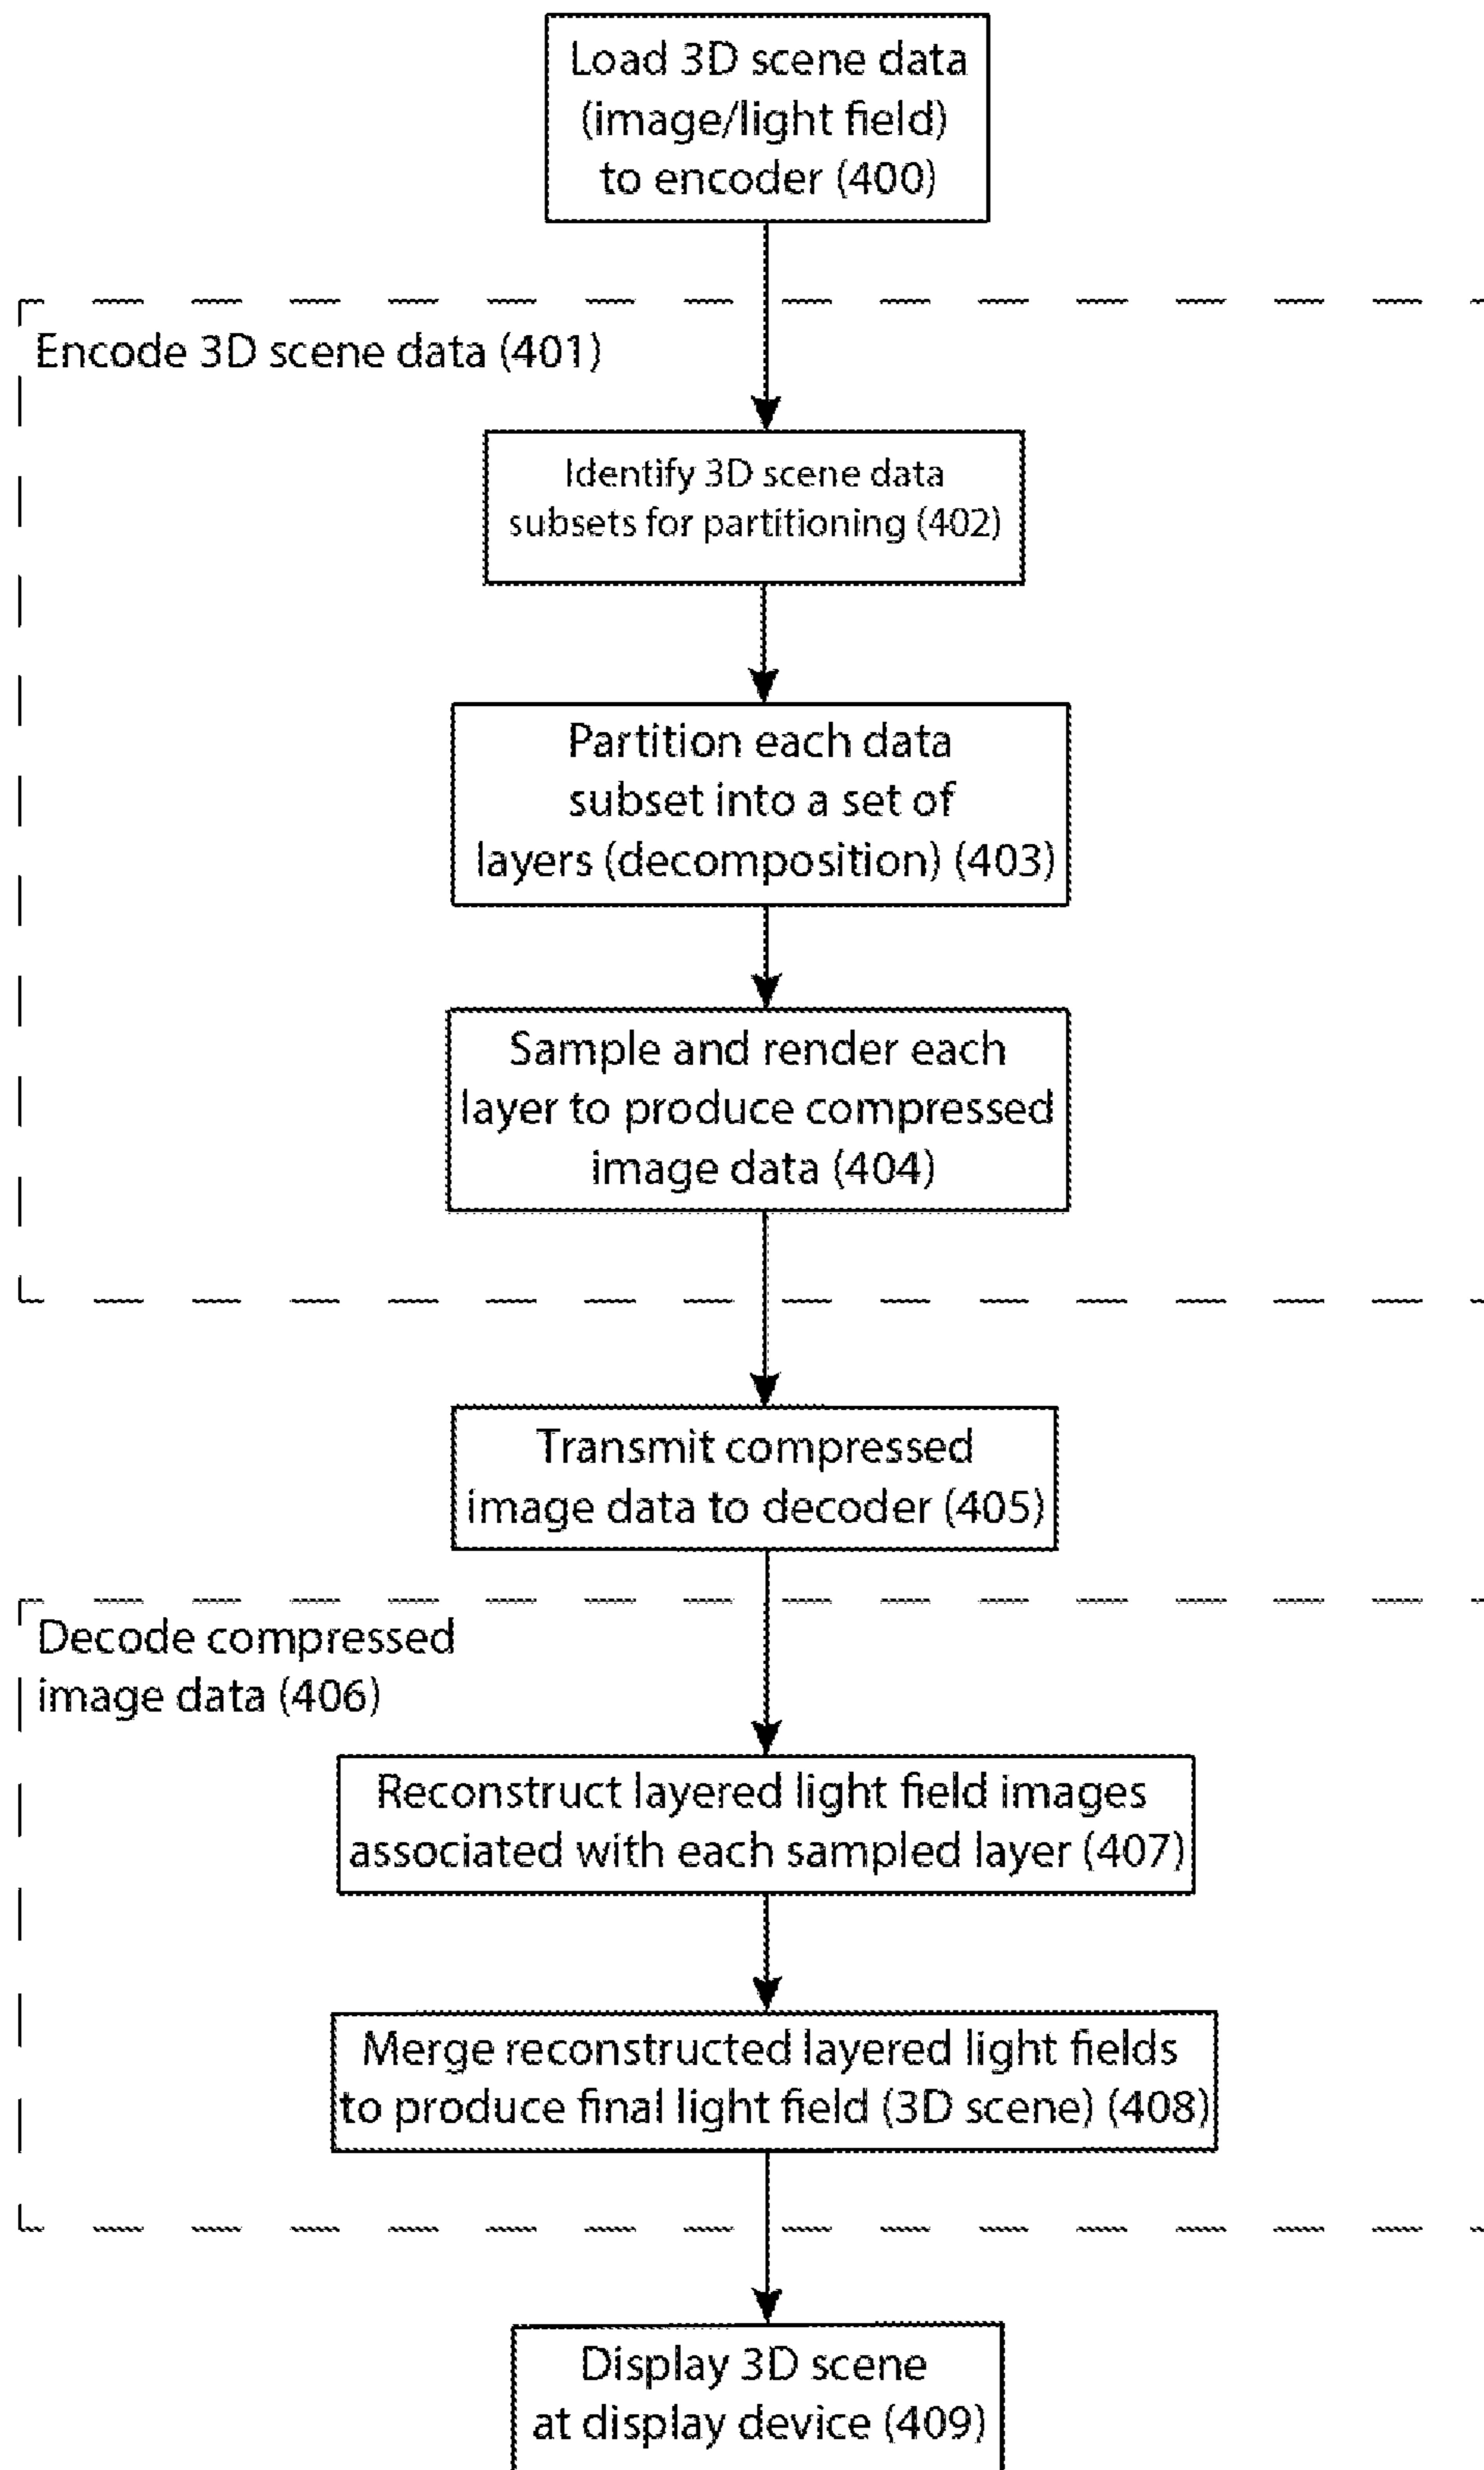 Load 3D scene data
(image/light field)
to encoder (400)
Encode 3D scene data (401)
Identify 3D scene data
subsets for partitioning (402)
Partition each data
subset into a set of
layers (decomposition) (403)
Sample and render each
layer to produce compressed
image data (404)
Transmit compressed
image data to decoder (405)
Decode compressed
image data (406)
Reconstruct layered light field images
associated with each sampled layer (407)
Merge reconstructed layered light fields
to produce final light field (3D scene) (408)
Display 3D scene
at display device (409)